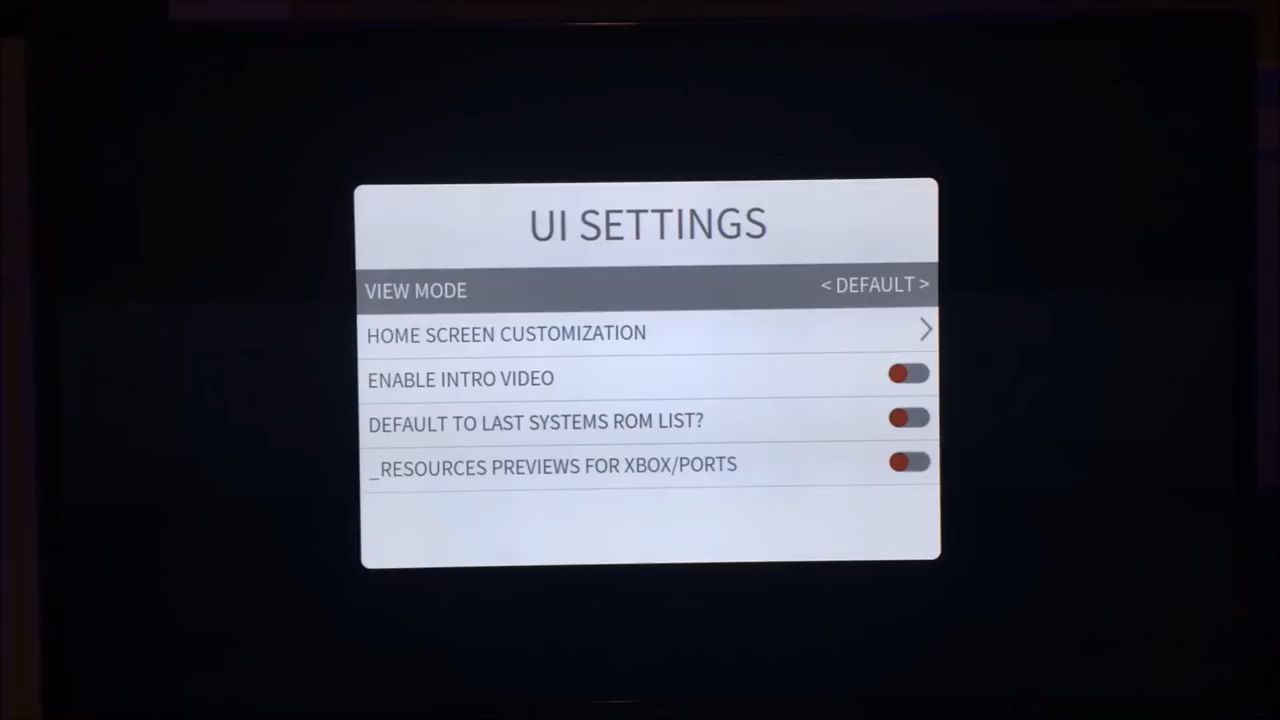 UI SETTINGS
VIEW MODE < DEFAULT >
HOME SCREEN CUSTOMIZATION >
ENABLE INTRO VIDEO
DEFAULT TO LAST SYSTEMS ROM LIST?
_RESOURCES PREVIEWS FOR XBOX/PORTS